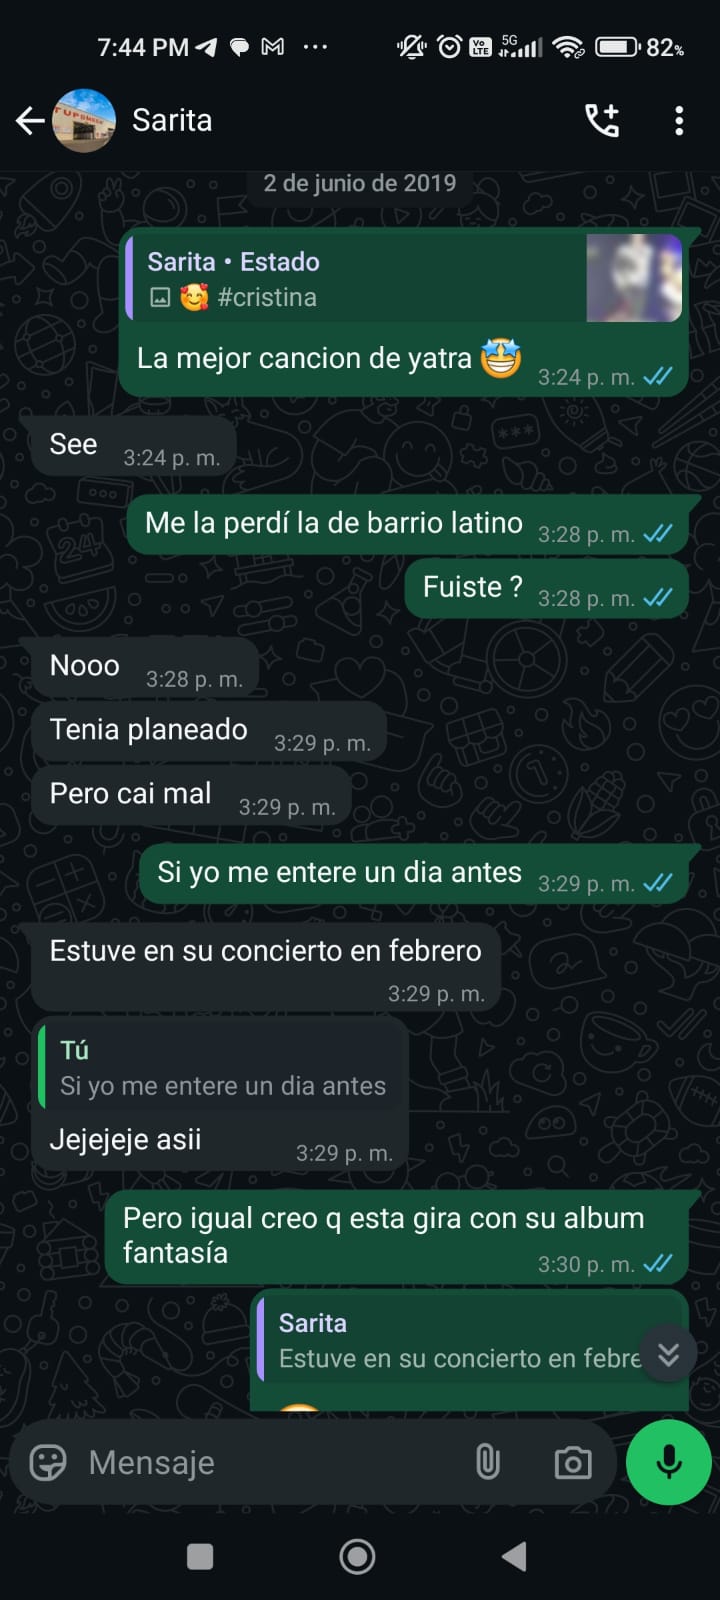 7:44 PM
5G
Vo LTE
82%
TUPSHOES
Sarita
2 de junio de 2019
Sarita • Estado
🥰 #cristina
La mejor cancion de yatra 🤩 3:24 p. m.
See 3:24 p. m.
Me la perdí la de barrio latino 3:28 p. m.
Fuiste ? 3:28 p. m.
Nooo 3:28 p. m.
Tenia planeado 3:29 p. m.
Pero cai mal 3:29 p. m.
Si yo me entere un dia antes 3:29 p. m.
Estuve en su concierto en febrero
3:29 p. m.
Tú
Si yo me entere un dia antes
Jejejeje asii 3:29 p. m.
Pero igual creo q esta gira con su album
fantasía 3:30 p. m.
Sarita
Estuve en su concierto en febre
Mensaje